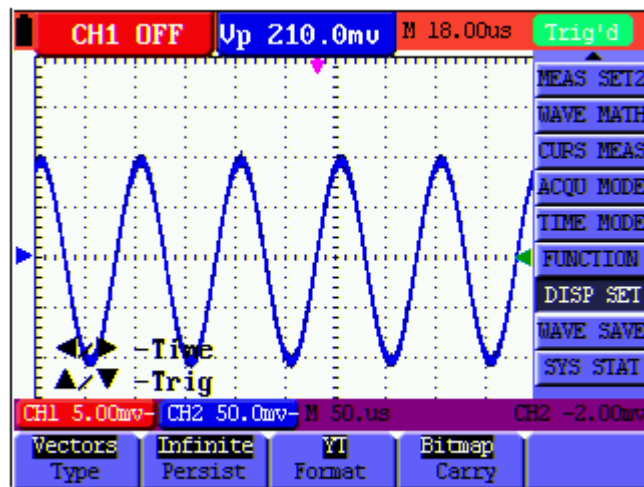 CH1 OFF Vp 210.0mv M 18.00us Trig'd
MEAS SET2
WAVE MATH
CURS MEAS
ACQU MODE
TIME MODE
FUNCTION
DISP SET
WAVE SAVE
SYS STAT
◀/▶ -Time
▲/▼ -Trig
CH1 5.00mv- CH2 50.0mv- M 50.us CH2 -2.00mv
Vectors Infinite YT Bitmap
Type Persist Format Carry